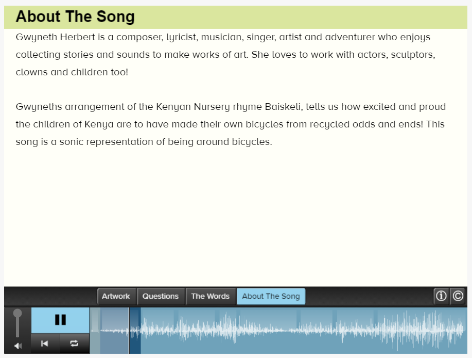 About The Song
Gwyneth Herbert is a composer, lyricist, musician, singer, artist and adventurer who enjoys
collecting stories and sounds to make works of art. She loves to work with actors, sculptors,
clowns and children too!
Gwyneths arrangement of the Kenyan Nursery rhyme Baiskeli, tells us how excited and proud
the children of Kenya are to have made their own bicycles from recycled odds and ends! This
song is a sonic representation of being around bicycles.
Artwork Questions The Words About The Song